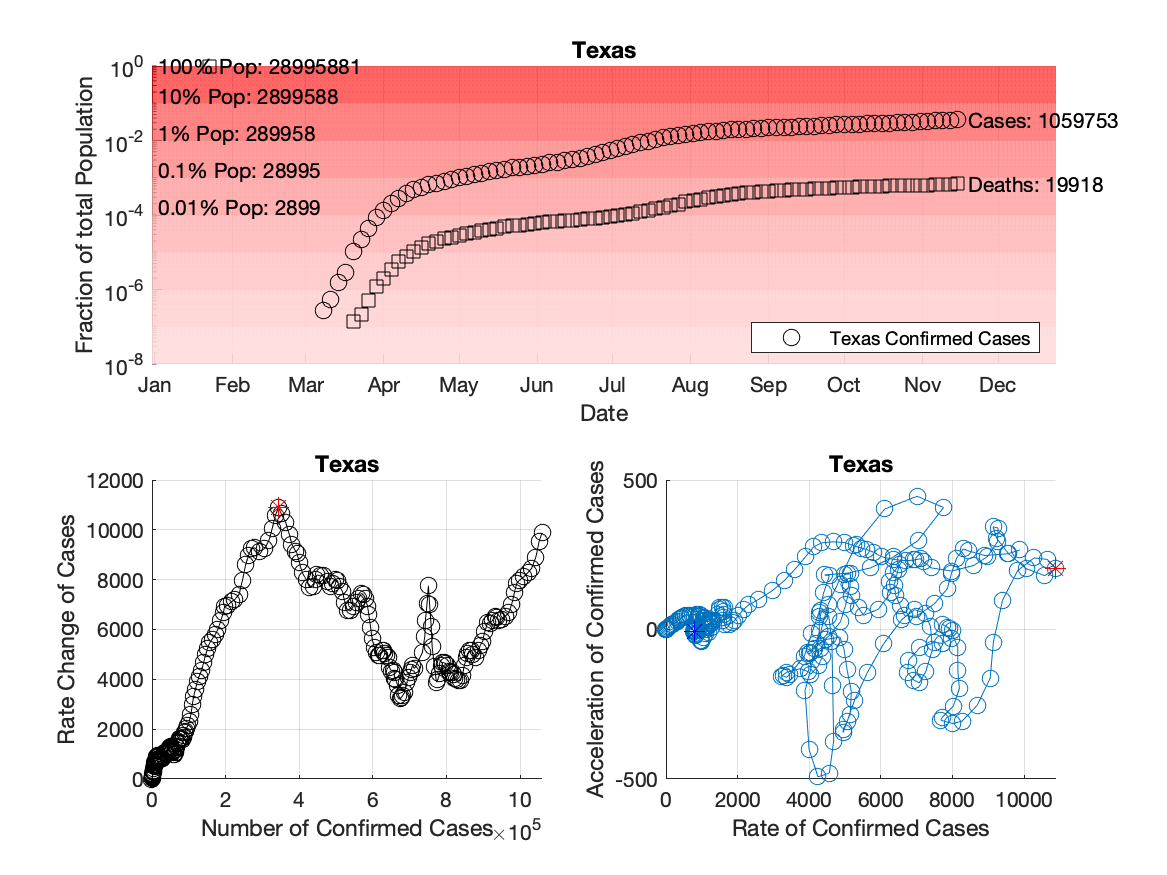 Texas
10^0
10^-2
10^-4
10^-6
10^-8
Fraction of total Population
100% Pop: 28995881
10% Pop: 2899588
1% Pop: 289958
0.1% Pop: 28995
0.01% Pop: 2899
Cases: 1059753
Deaths: 19918
Texas Confirmed Cases
Jan Feb Mar Apr May Jun Jul Aug Sep Oct Nov Dec
Date
Texas
12000
10000
8000
6000
4000
2000
0
Rate Change of Cases
0 2 4 6 8 10
Number of Confirmed Cases ×10^5
Texas
500
0
-500
Acceleration of Confirmed Cases
0 2000 4000 6000 8000 10000
Rate of Confirmed Cases